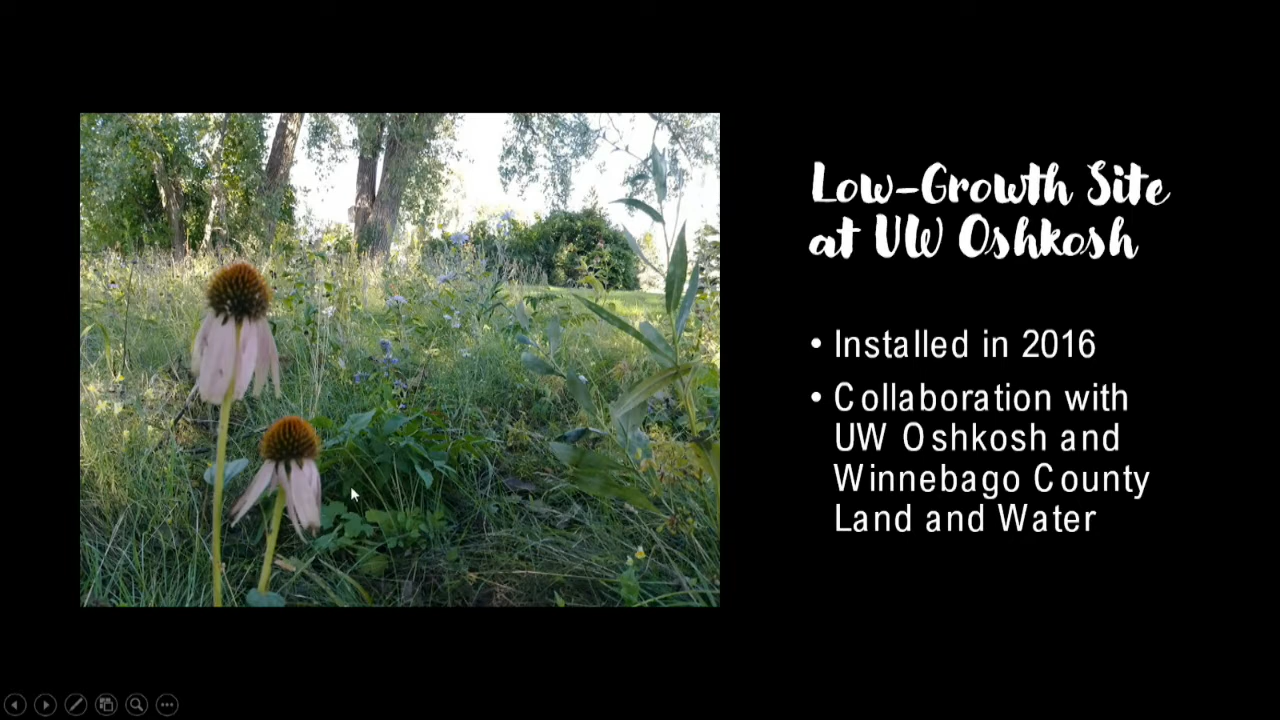 Low-Growth Site
at UW Oshkosh
• Installed in 2016
• Collaboration with
UW Oshkosh and
Winnebago County
Land and Water